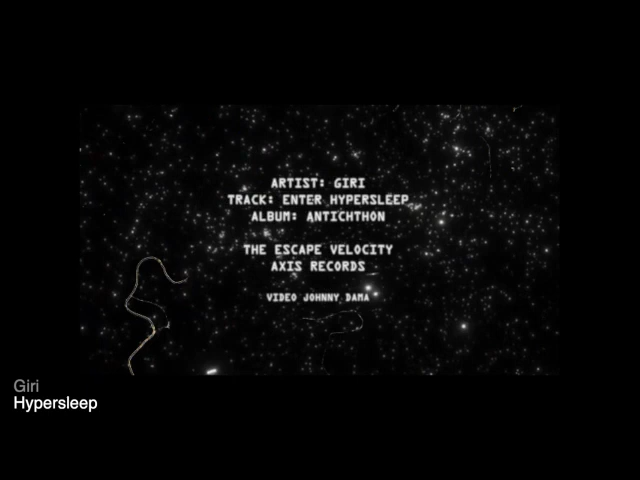 ARTIST: GIRI
TRACK: ENTER HYPERSLEEP
ALBUM: ANTICHTHON
THE ESCAPE VELOCITY
AXIS RECORDS
VIDEO JOHNNY DAMA
Giri
Hypersleep